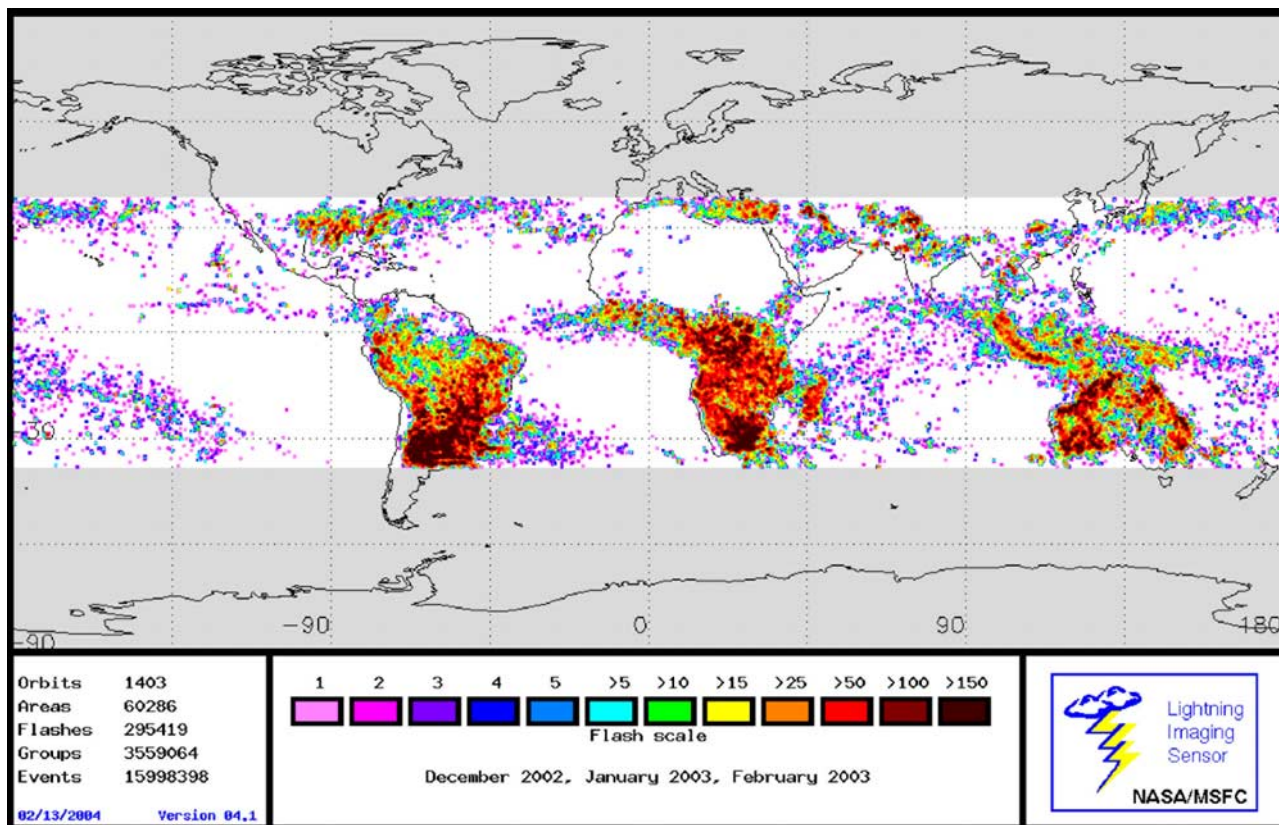 -30
-90
-90 0 90 180
Orbits 1403
Areas 60286
Flashes 295419
Groups 3559064
Events 15998398
02/13/2004 Version 04.1
1 2 3 4 5 >5 >10 >15 >25 >50 >100 >150
Flash scale
December 2002, January 2003, February 2003
Lightning
Imaging
Sensor
NASA/MSFC